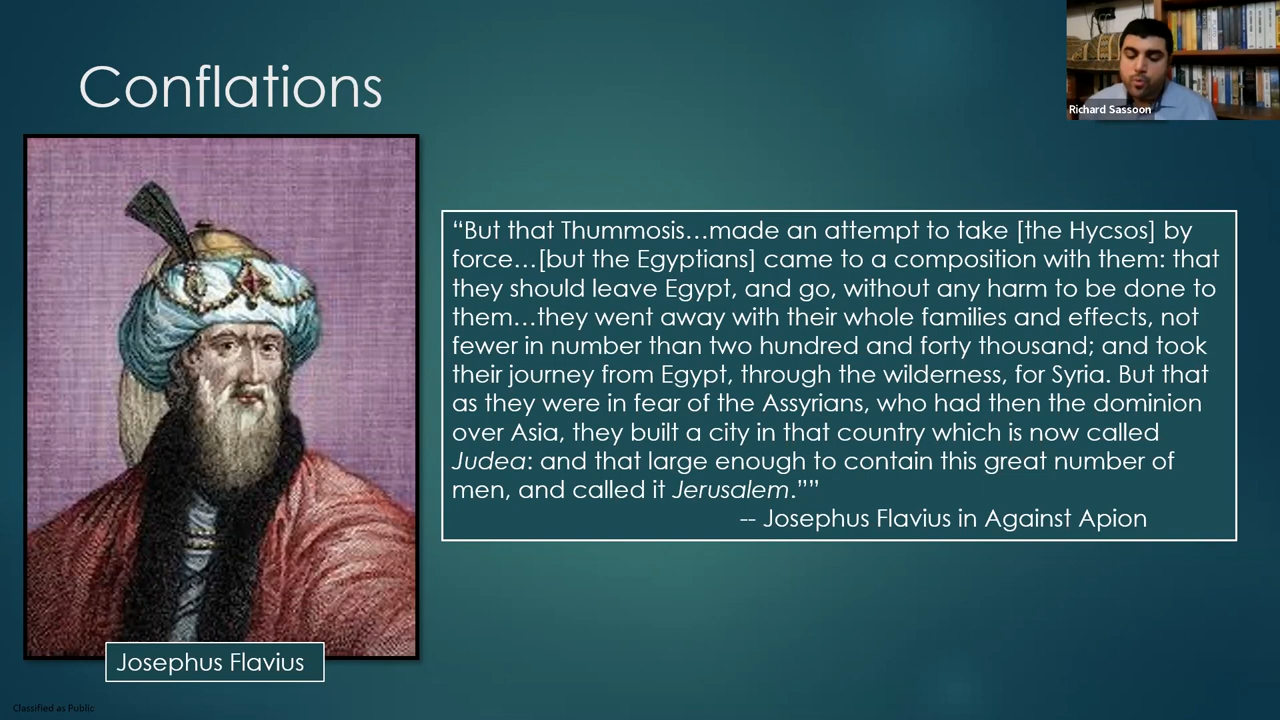 Conflations
Richard Sassoon
“But that Thummosis…made an attempt to take [the Hycsos] by
force…[but the Egyptians] came to a composition with them: that
they should leave Egypt, and go, without any harm to be done to
them…they went away with their whole families and effects, not
fewer in number than two hundred and forty thousand; and took
their journey from Egypt, through the wilderness, for Syria. But that
as they were in fear of the Assyrians, who had then the dominion
over Asia, they built a city in that country which is now called
Judea: and that large enough to contain this great number of
men, and called it Jerusalem.””
-- Josephus Flavius in Against Apion
Josephus Flavius
Classified as Public